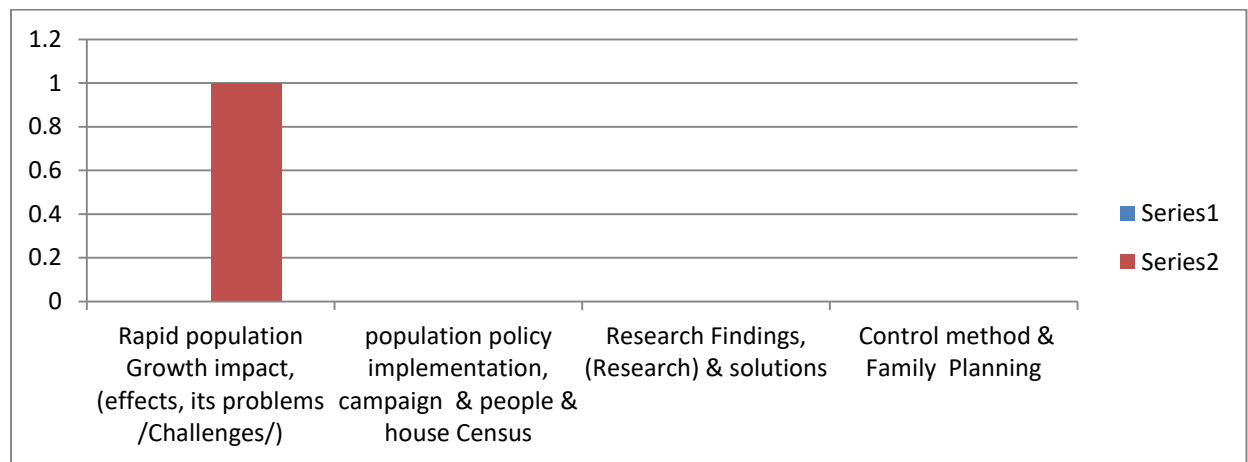 1.2
1
0.8
0.6
0.4
0.2
0
Rapid population
Growth impact,
(effects, its problems
/Challenges/)
population policy
implementation,
campaign & people &
house Census
Research Findings,
(Research) & solutions
Control method &
Family Planning
Series1
Series2